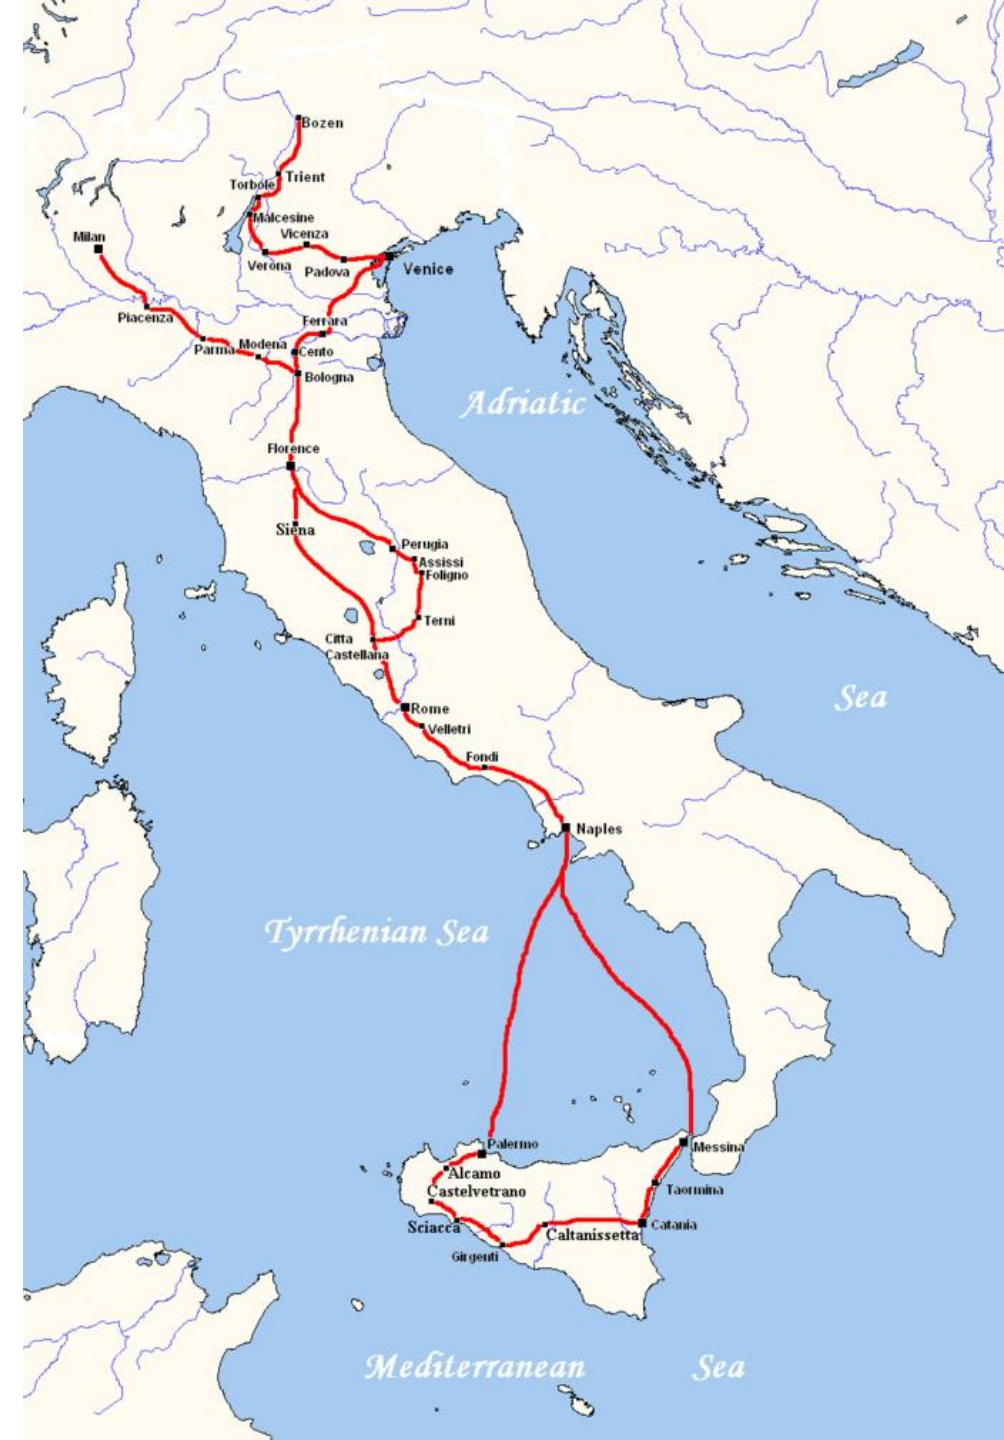 Bozen
Trient
Torbole
Malcesine
Vicenza
Milan
Verona
Padova
Venice
Piacenza
Ferrara
Modena
Parma
Cento
Bologna
Adriatic
Florence
Siena
Perugia
Assissi
Foligno
Terni
Citta
Castellana
Sea
Rome
Velletri
Fondi
Naples
Tyrrhenian Sea
Palermo
Messina
Alcamo
Castelvetrano
Taormina
Sciacca
Catania
Caltanissetta
Girgenti
Mediterranean Sea